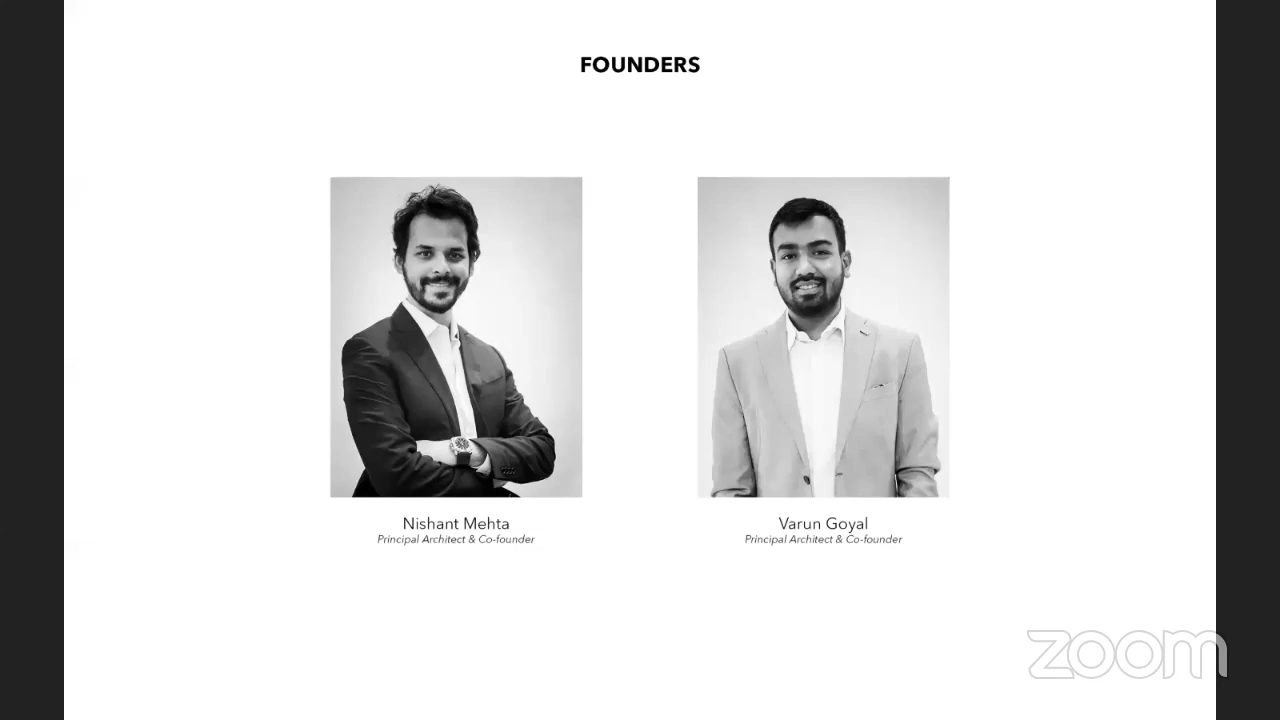 FOUNDERS
Nishant Mehta
Principal Architect & Co-founder
Varun Goyal
Principal Architect & Co-founder
zoom